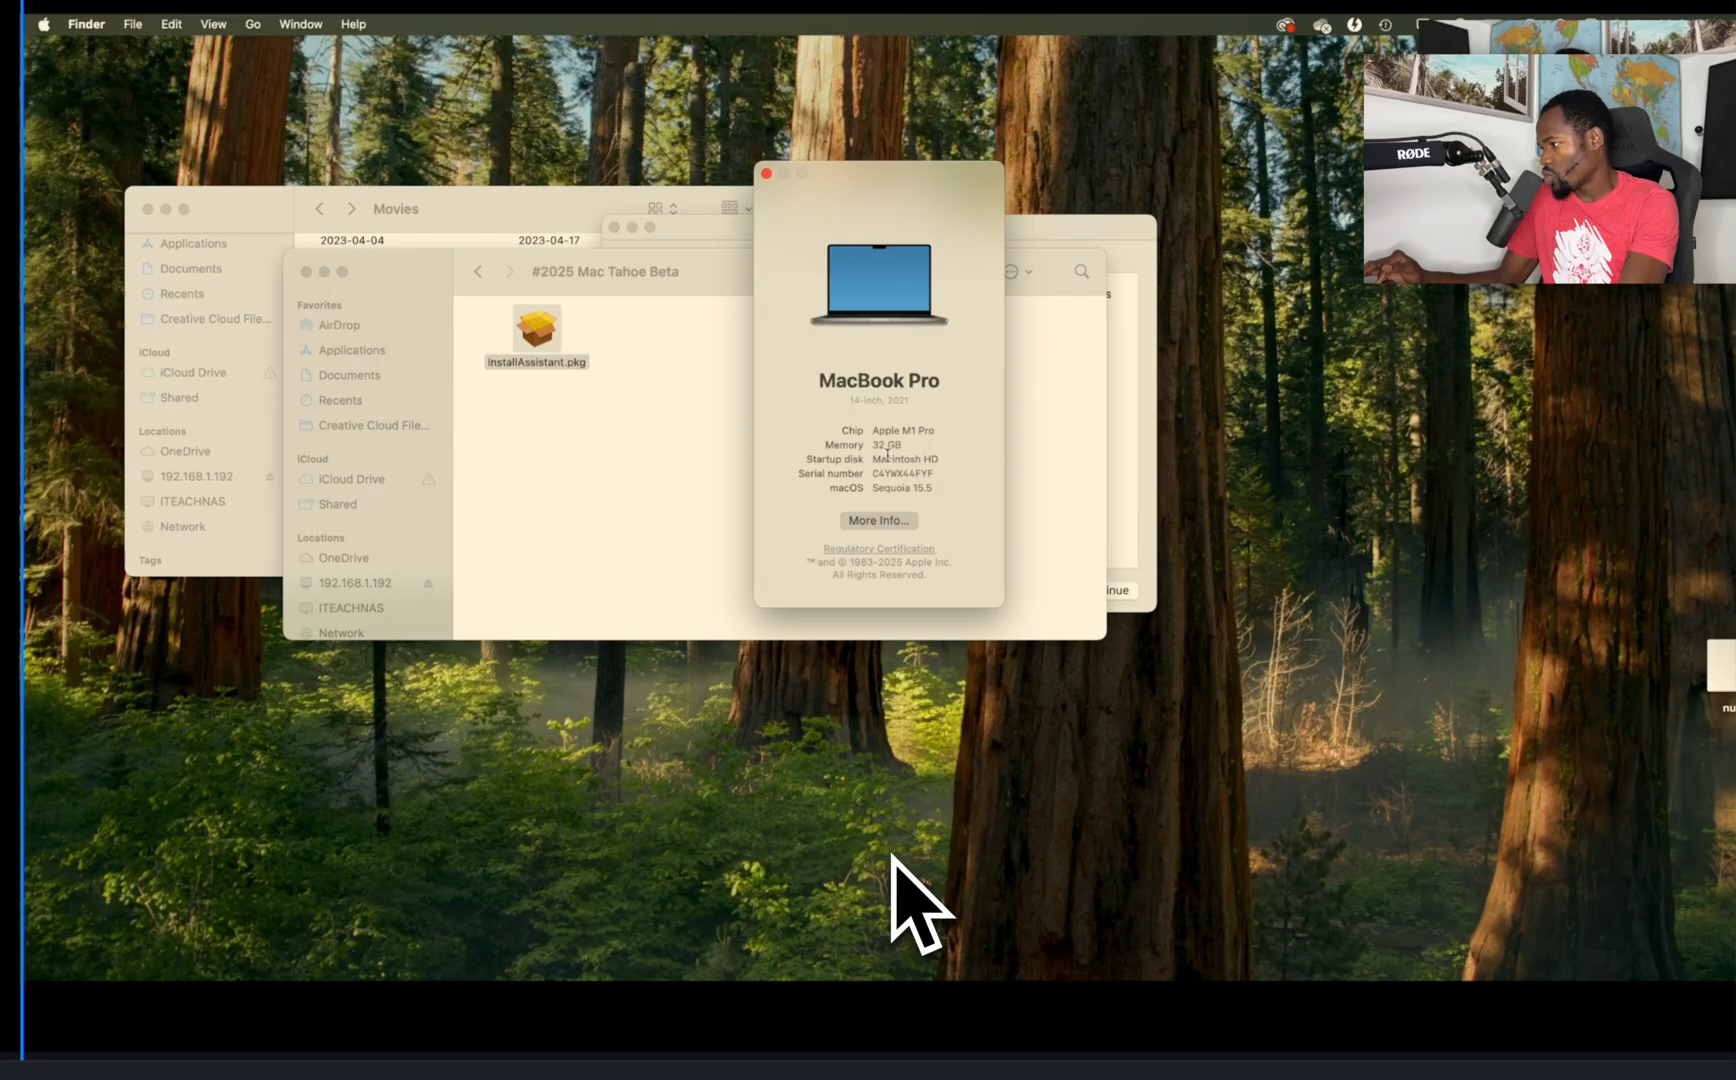 Finder File Edit View Go Window Help
RØDE
Movies
2023-04-04 2023-04-17
Applications
Documents
Recents
Creative Cloud File...
iCloud
iCloud Drive
Shared
Locations
OneDrive
192.168.1.192
ITEACHNAS
Network
Tags
#2025 Mac Tahoe Beta
Favorites
AirDrop
Applications
Documents
Recents
Creative Cloud File...
iCloud
iCloud Drive
Shared
Locations
OneDrive
192.168.1.192
ITEACHNAS
Network
InstallAssistant.pkg
MacBook Pro
14-inch, 2021
Chip Apple M1 Pro
Memory 32 GB
Startup disk Macintosh HD
Serial number C4YWX44FYF
macOS Sequoia 15.5
More Info...
Regulatory Certification
™ and © 1983-2025 Apple Inc.
All Rights Reserved.
s
inue
nu